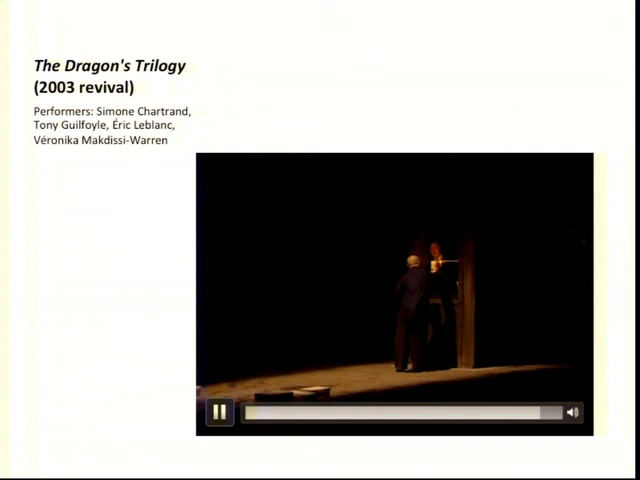 The Dragon's Trilogy
(2003 revival)
Performers: Simone Chartrand,
Tony Guilfoyle, Éric Leblanc,
Véronika Makdissi-Warren